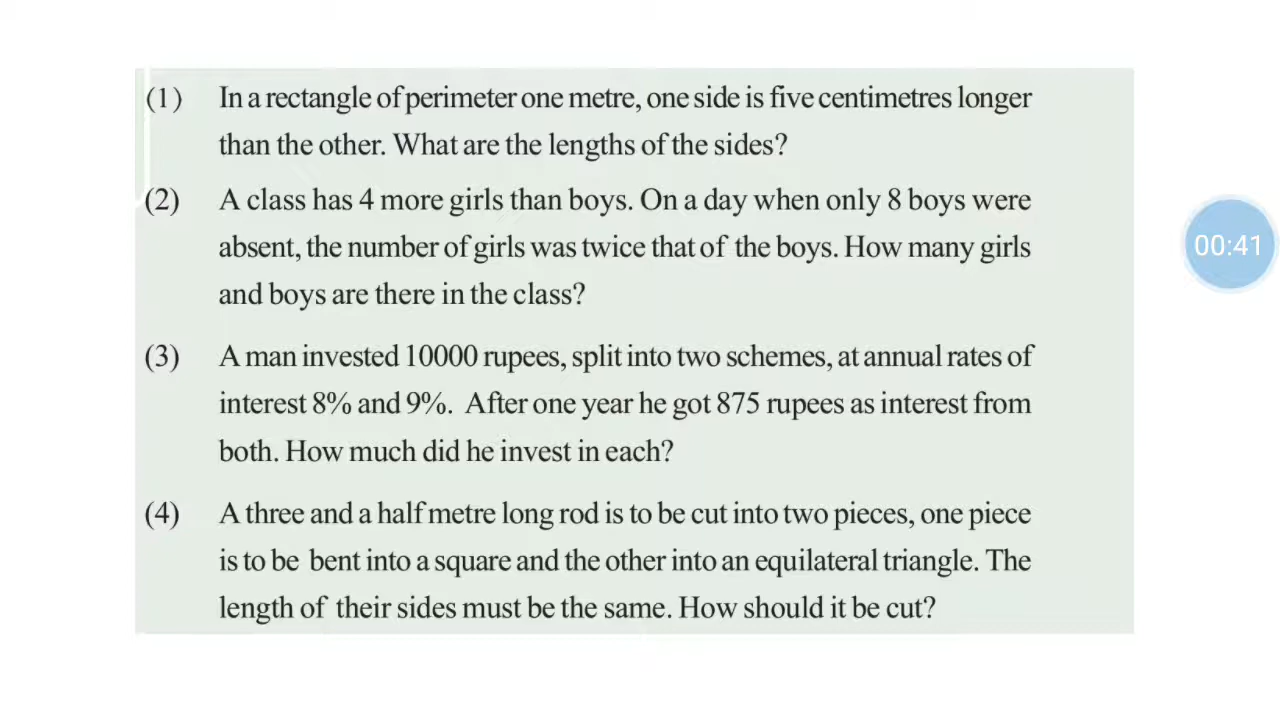 (1) In a rectangle of perimeter one metre, one side is five centimetres longer
than the other. What are the lengths of the sides?
(2) A class has 4 more girls than boys. On a day when only 8 boys were
absent, the number of girls was twice that of the boys. How many girls
and boys are there in the class?
(3) A man invested 10000 rupees, split into two schemes, at annual rates of
interest 8% and 9%. After one year he got 875 rupees as interest from
both. How much did he invest in each?
(4) A three and a half metre long rod is to be cut into two pieces, one piece
is to be bent into a square and the other into an equilateral triangle. The
length of their sides must be the same. How should it be cut?
00:41